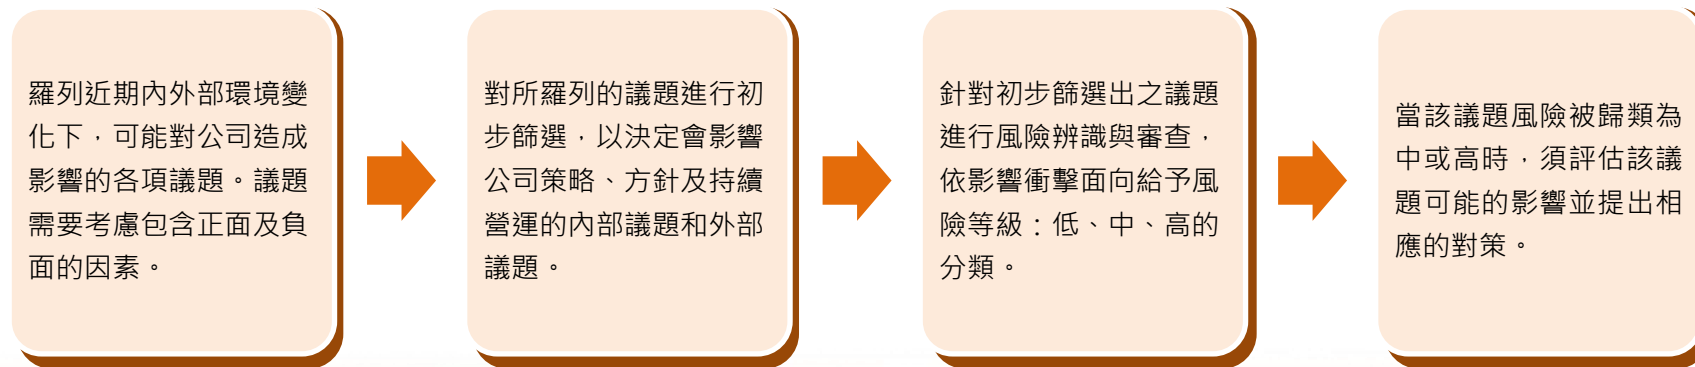 羅列近期內外部環境變
化下，可能對公司造成
影響的各項議題。議題
需要考慮包含正面及負
面的因素。
對所羅列的議題進行初
步篩選，以決定會影響
公司策略、方針及持續
營運的內部議題和外部
議題。
針對初步篩選出之議題
進行風險辨識與審查，
依影響衝擊面向給予風
險等級：低、中、高的
分類。
當該議題風險被歸類為
中或高時，須評估該議
題可能的影響並提出相
應的對策。